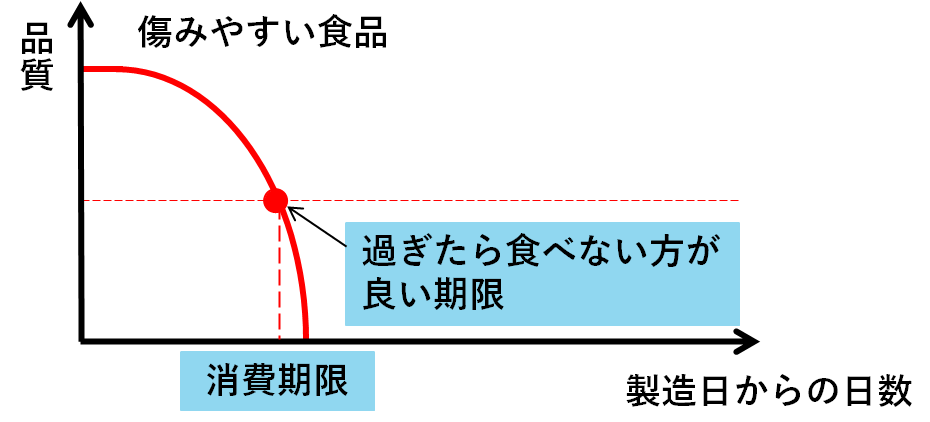 品質
傷みやすい食品
過ぎたら食べない方が
良い期限
消費期限
製造日からの日数